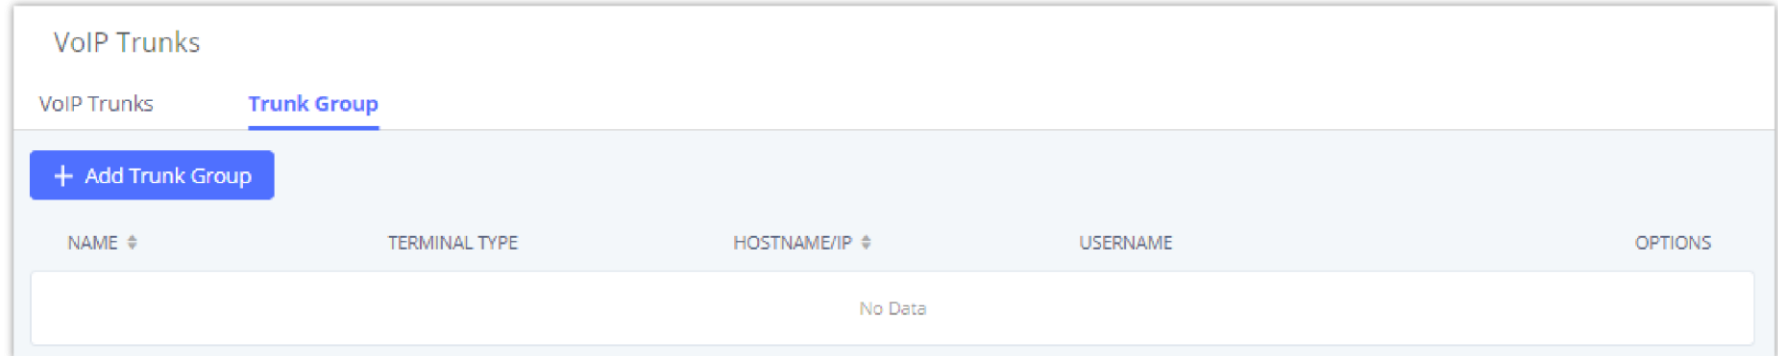 VoIP Trunks
VoIP Trunks Trunk Group
+ Add Trunk Group
NAME TERMINAL TYPE HOSTNAME/IP USERNAME OPTIONS
No Data